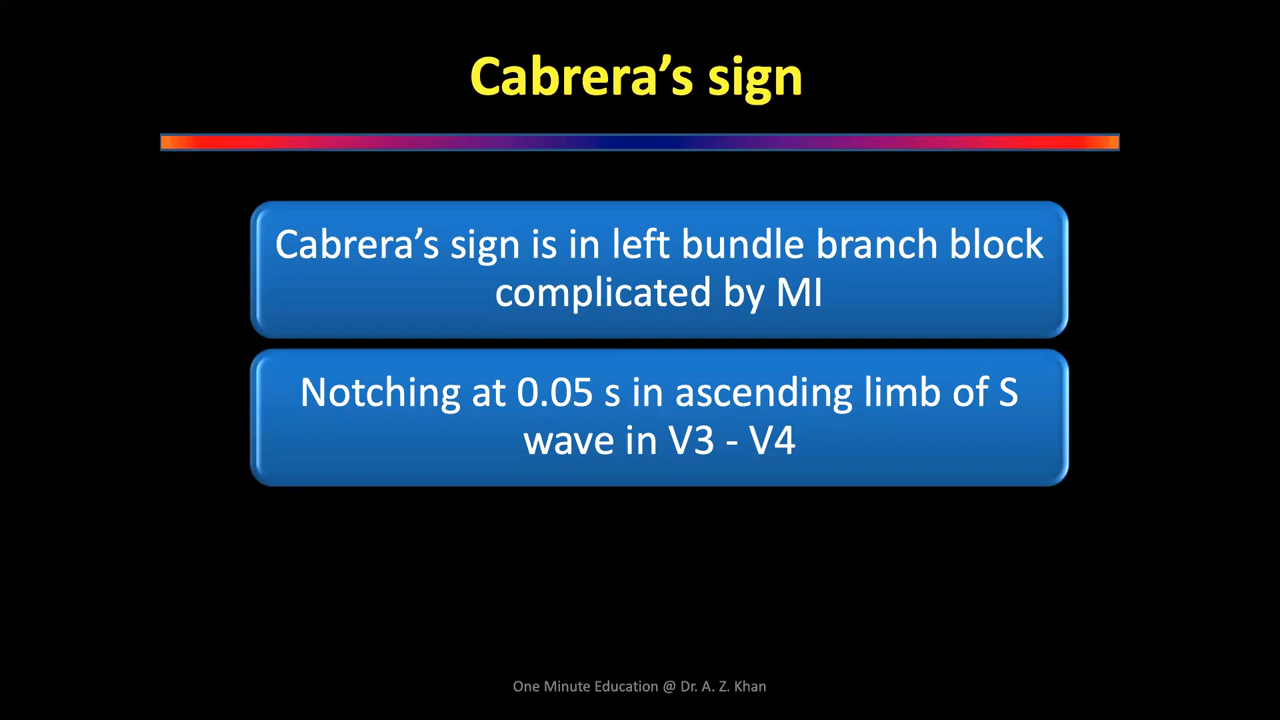 Cabrera’s sign
Cabrera’s sign is in left bundle branch block
complicated by MI
Notching at 0.05 s in ascending limb of S
wave in V3 - V4
One Minute Education @ Dr. A. Z. Khan